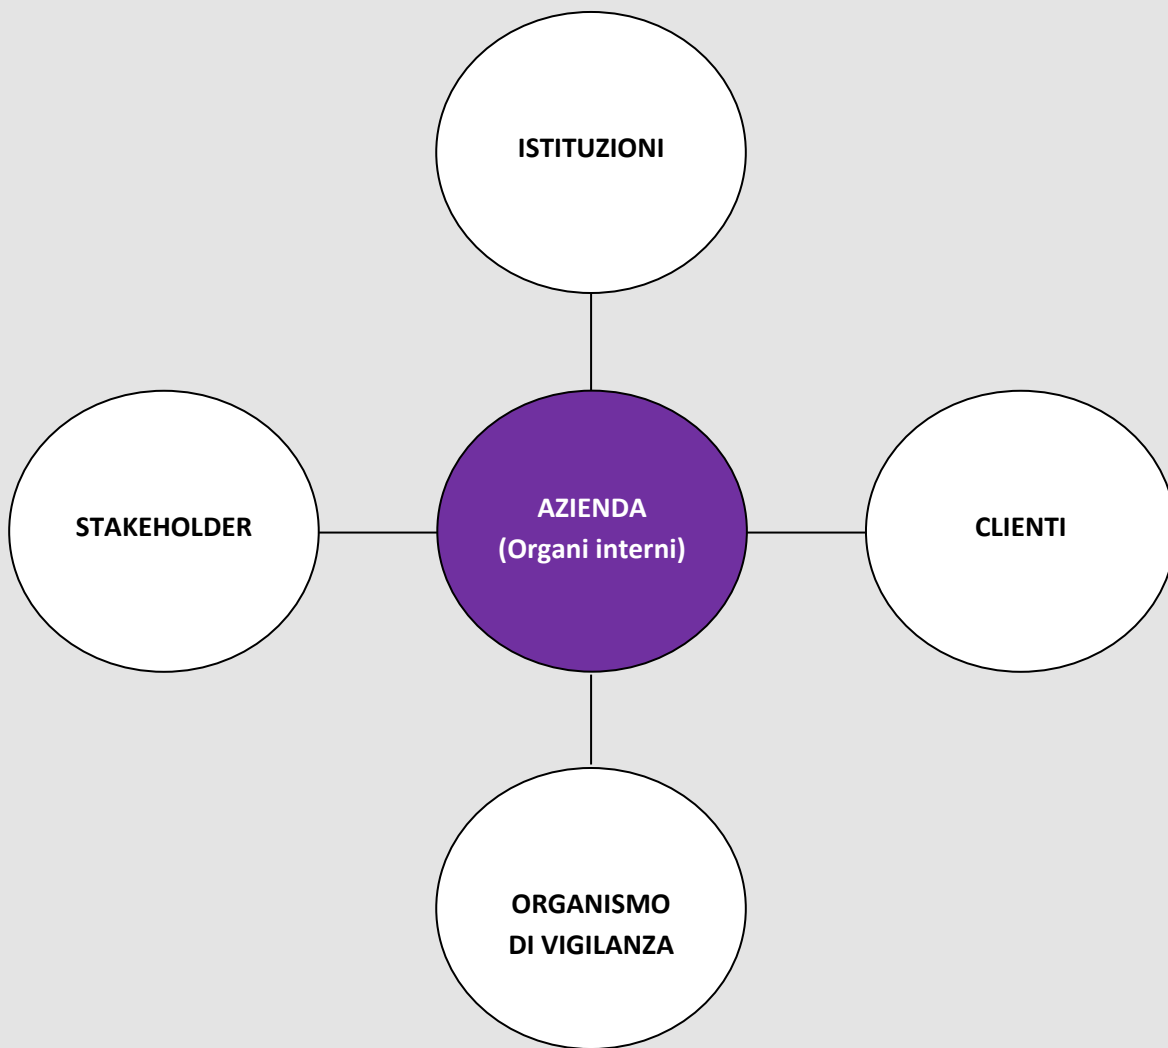 ISTITUZIONI
STAKEHOLDER
AZIENDA
(Organi interni)
CLIENTI
ORGANISMO
DI VIGILANZA